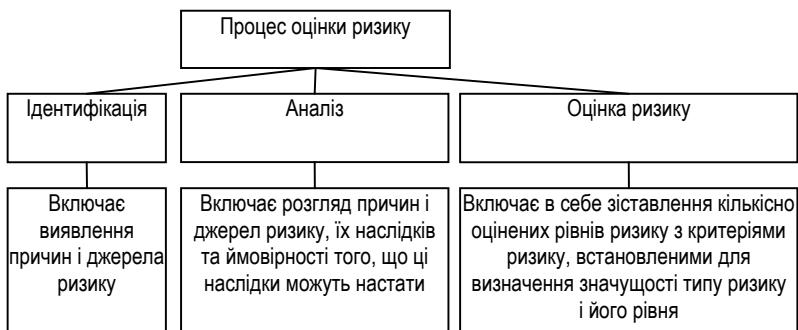 Процес оцінки ризику
Ідентифікація
Аналіз
Оцінка ризику
Включає
виявлення
причин і джерела
ризику
Включає розгляд причин і
джерел ризику, їх наслідків
та ймовірності того, що ці
наслідки можуть настати
Включає в себе зіставлення кількісно
оцінених рівнів ризику з критеріями
ризику, встановленими для
визначення значущості типу ризику
і його рівня